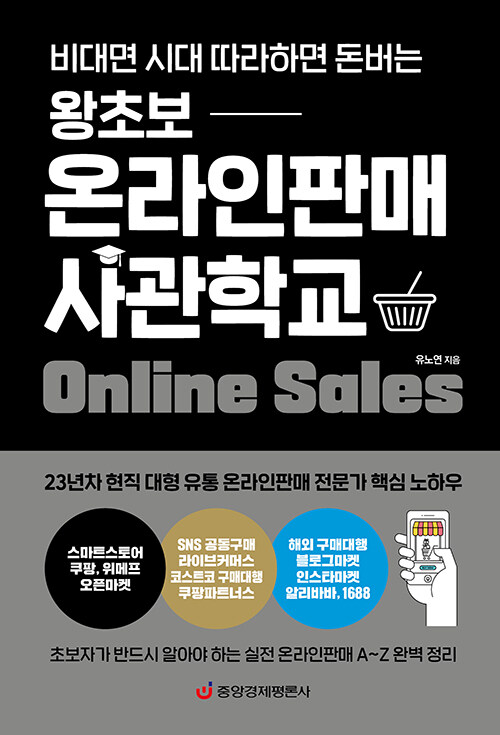 비대면 시대 따라하면 돈버는
왕초보
온라인판매
사관학교
유노연 지음
Online Sales
23년차 현직 대형 유통 온라인판매 전문가 핵심 노하우
스마트스토어
쿠팡, 위메프
오픈마켓
SNS 공동구매
라이브커머스
코스트코 구매대행
쿠팡파트너스
해외 구매대행
블로그마켓
인스타마켓
알리바바, 1688
초보자가 반드시 알아야 하는 실전 온라인판매 A~Z 완벽 정리
중앙경제평론사